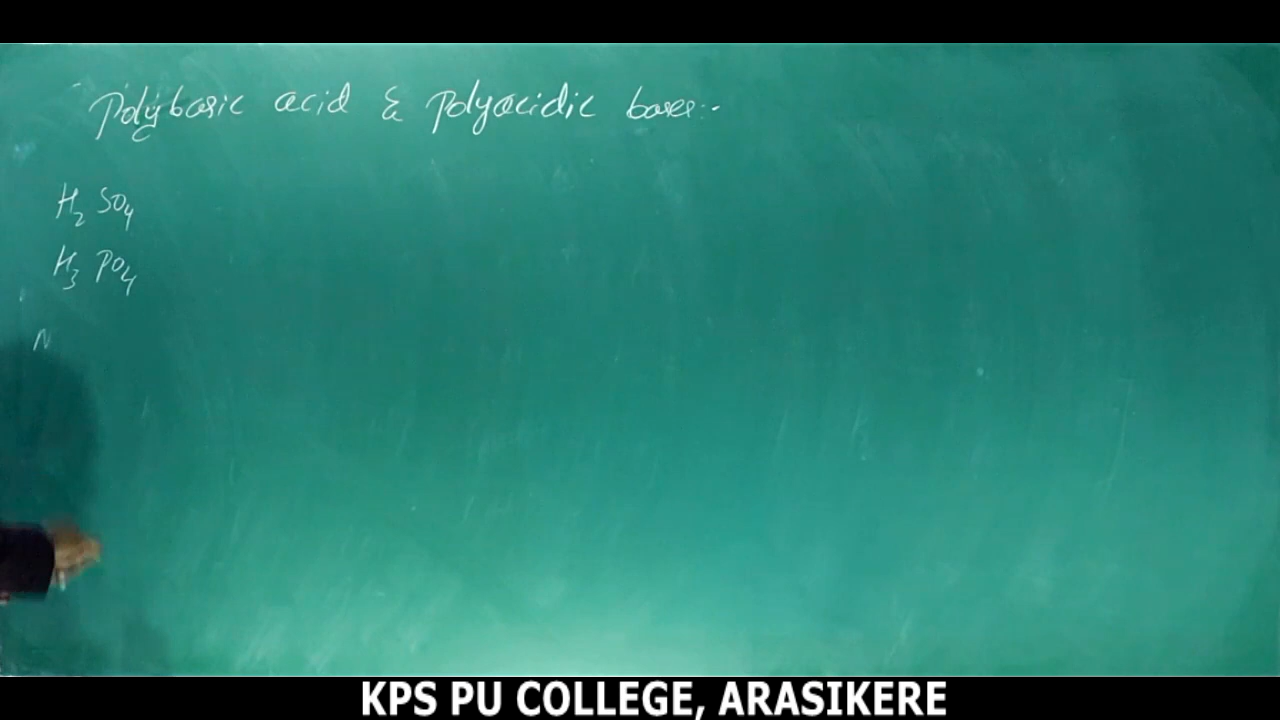 Polybasic acid & polyacidic bases:-
H₂ SO₄
H₃ PO₄
N
KPS PU COLLEGE, ARASIKERE